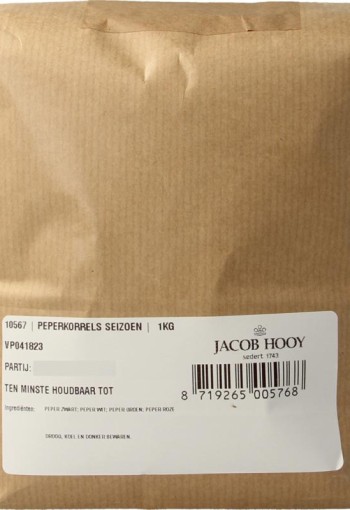 10567 | PEPERKORRELS SEIZOEN | 1KG
VP041823
PARTIJ:
TEN MINSTE HOUDBAAR TOT
Ingrediënten: PEPER ZWART; PEPER WIT; PEPER GROEN; PEPER ROZE
DROOG, KOEL EN DONKER BEWAREN.
JACOB HOOY
sedert 1743
8 719265 005768